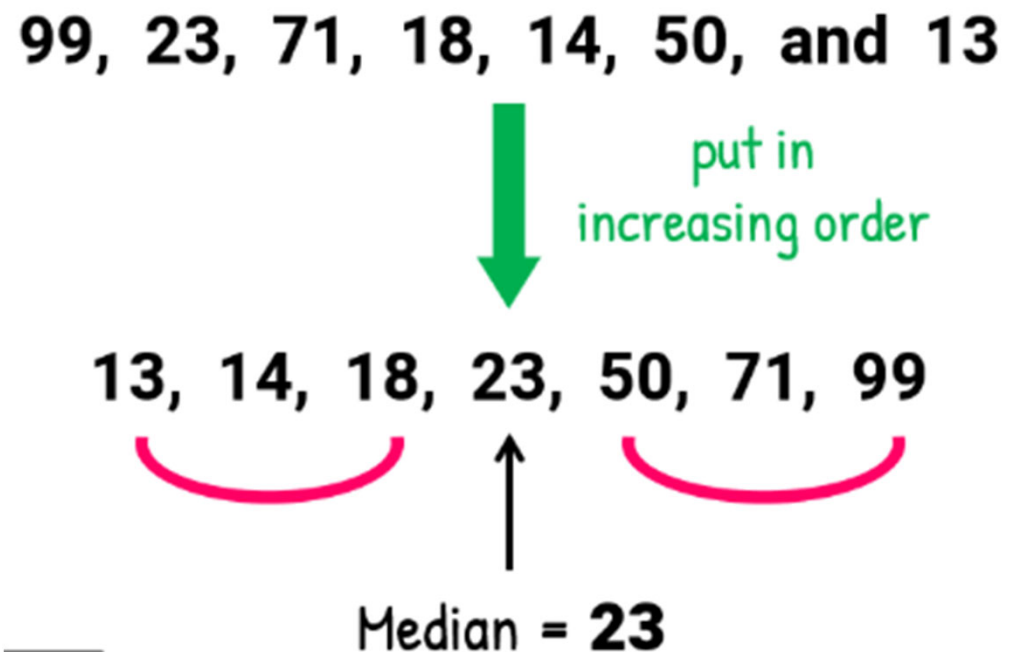 99, 23, 71, 18, 14, 50, and 13
put in
increasing order
13, 14, 18, 23, 50, 71, 99
Median = 23